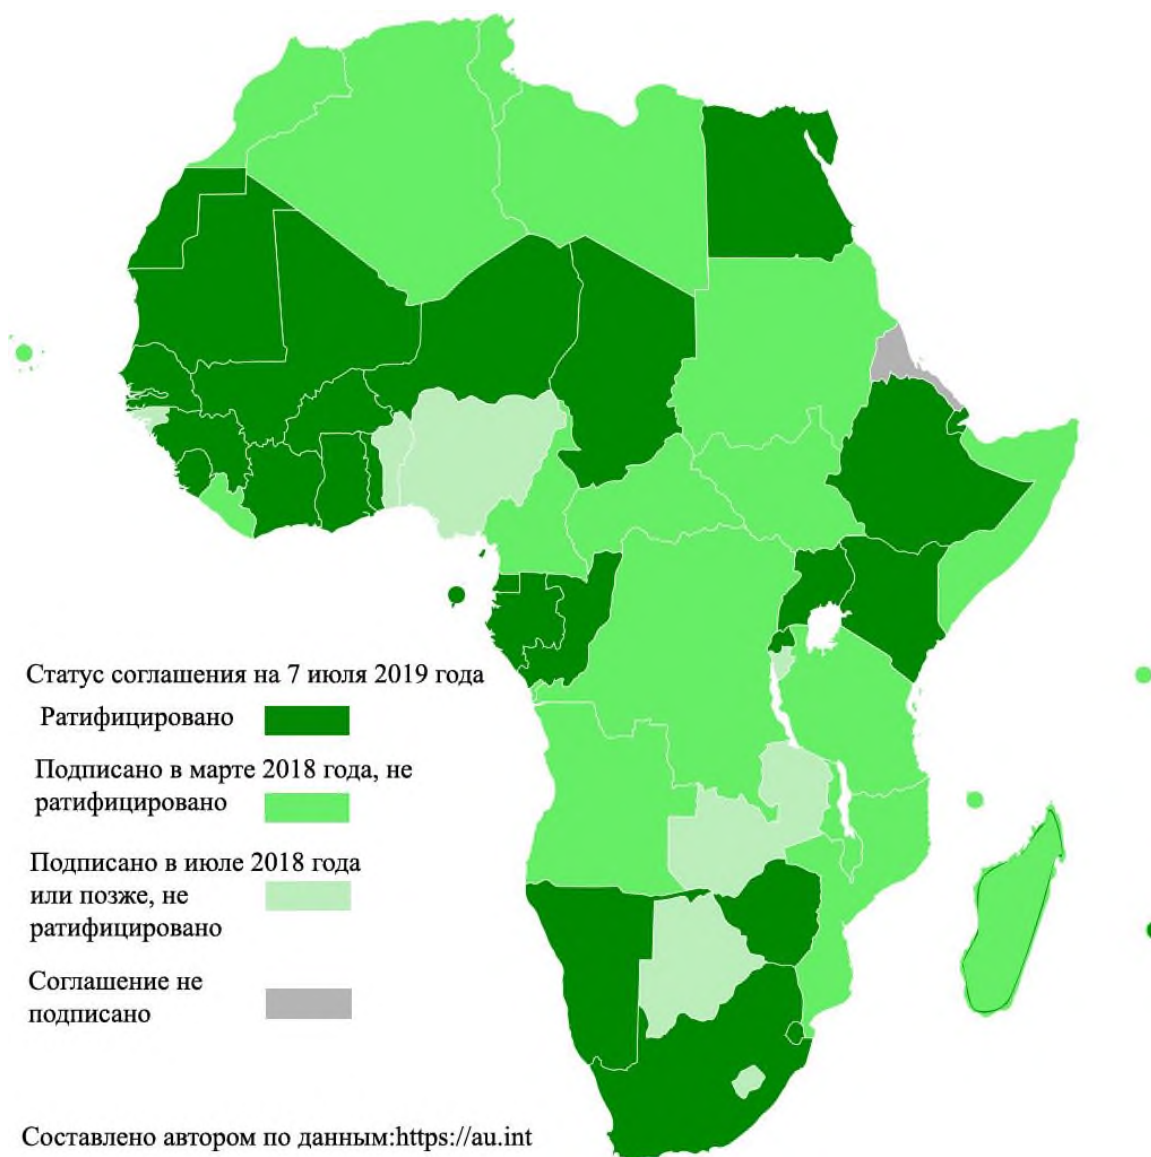 Статус соглашения на 7 июля 2019 года
Ратифицировано
Подписано в марте 2018 года, не
ратифицировано
Подписано в июле 2018 года
или позже, не
ратифицировано
Соглашение не
подписано
Составлено автором по данным:https://au.int